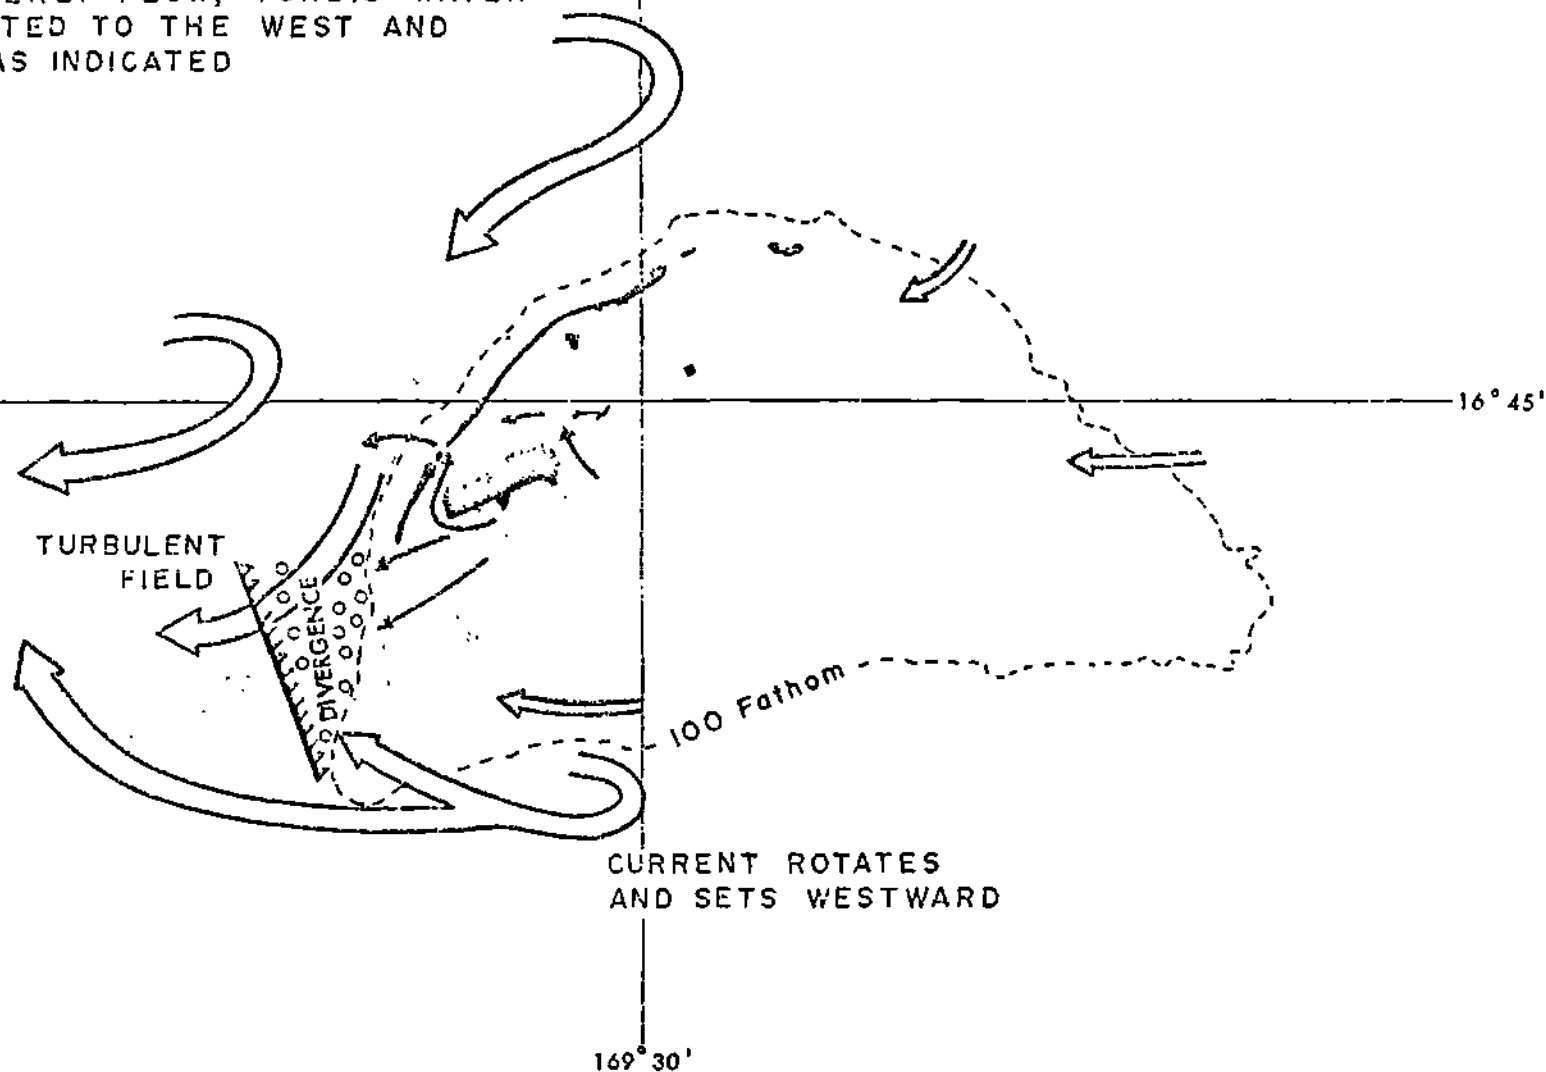 TED TO THE WEST AND
AS INDICATED
16° 45'
TURBULENT
FIELD
DIVERGENCE
100 Fathom
CURRENT ROTATES
AND SETS WESTWARD
169° 30'